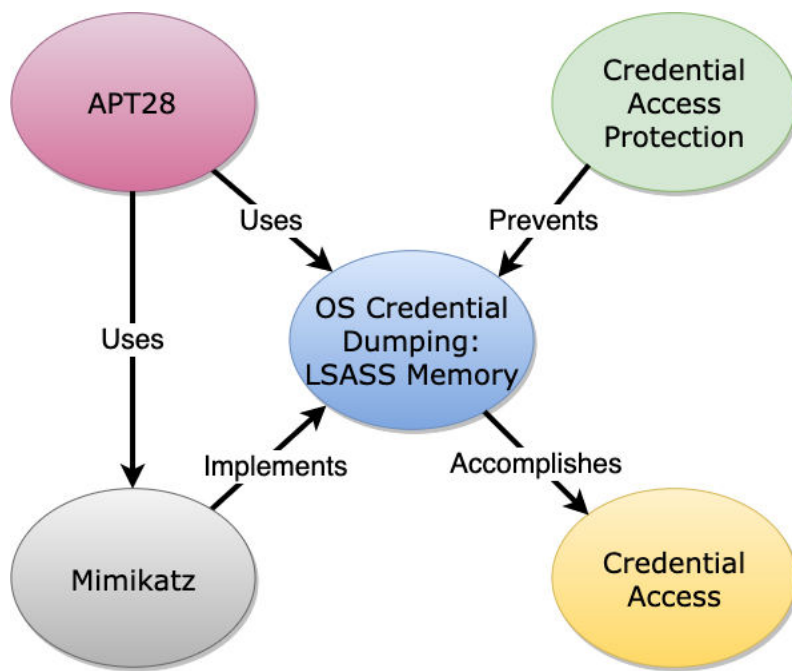 APT28
Credential
Access
Protection
Uses
Prevents
OS Credential
Dumping:
LSASS Memory
Uses
Implements
Accomplishes
Mimikatz
Credential
Access